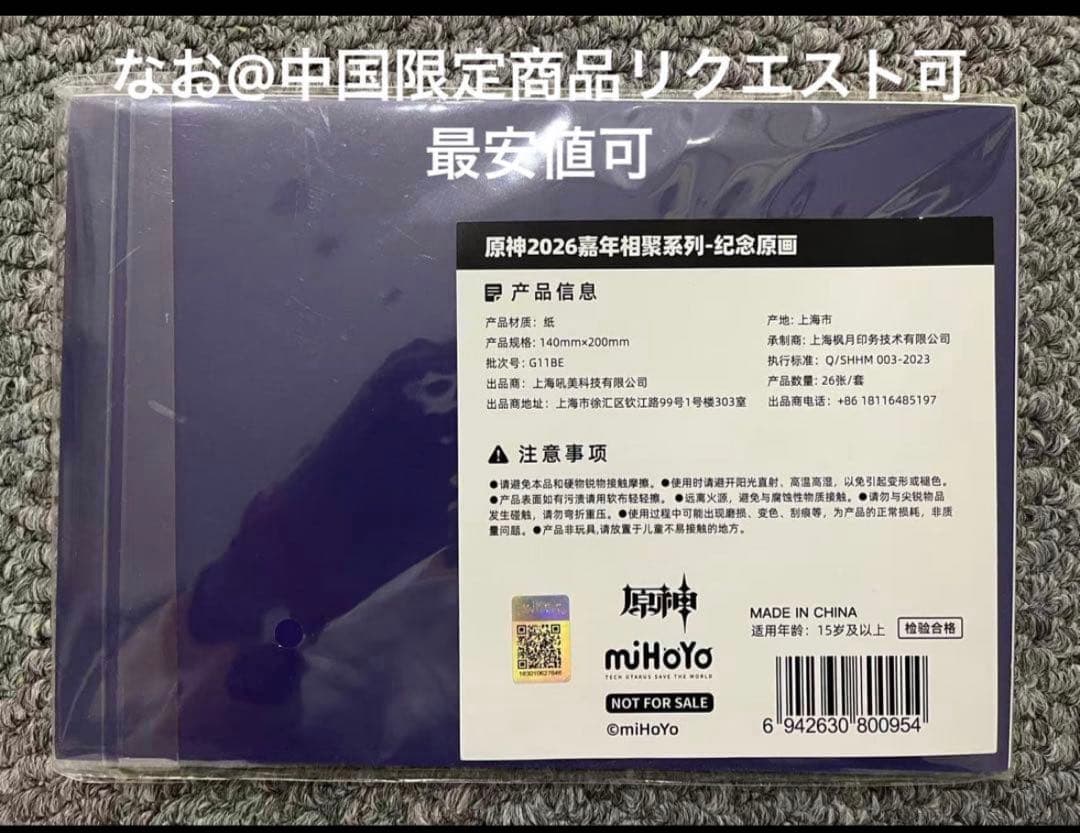 なお@中国限定商品リクエスト可
最安値可
原神2026嘉年相聚系列-纪念原画
产品信息
产品材质：纸
产品规格：140mm×200mm
批次号：G11BE
出品商：上海吼美科技有限公司
出品商地址：上海市徐汇区钦江路99号1号楼303室
产地：上海市
承制商：上海枫月印务技术有限公司
执行标准：Q/SHHM 003-2023
产品数量：26张/套
出品商电话：+86 18116485197
注意事项
●请避免本品和硬物锐物接触摩擦。●使用时请避开阳光直射、高温高湿，以免引起变形或褪色。
●产品表面如有污渍请用软布轻轻擦。●远离火源，避免与腐蚀性物质接触。●请勿与尖锐物品
发生碰触，请勿弯折重压。●使用过程中可能出现磨损、变色、刮痕等，为产品的正常损耗，非质
量问题。●产品非玩具，请放置于儿童不易接触的地方。
原神
miHoYo
TECH OTAKUS SAVE THE WORLD
NOT FOR SALE
©miHoYo
MADE IN CHINA
适用年龄：15岁及以上
检验合格
6 942630 800954